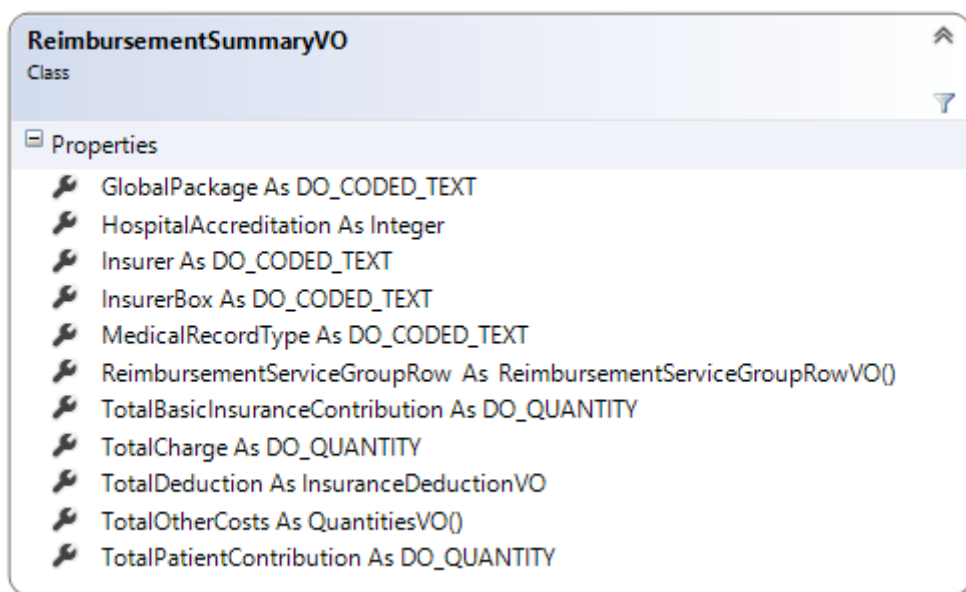 ReimbursementSummaryVO
Class
Properties
GlobalPackage As DO_CODED_TEXT
HospitalAccreditation As Integer
Insurer As DO_CODED_TEXT
InsurerBox As DO_CODED_TEXT
MedicalRecordType As DO_CODED_TEXT
ReimbursementServiceGroupRow As ReimbursementServiceGroupRowVO()
TotalBasicInsuranceContribution As DO_QUANTITY
TotalCharge As DO_QUANTITY
TotalDeduction As InsuranceDeductionVO
TotalOtherCosts As QuantitiesVO()
TotalPatientContribution As DO_QUANTITY